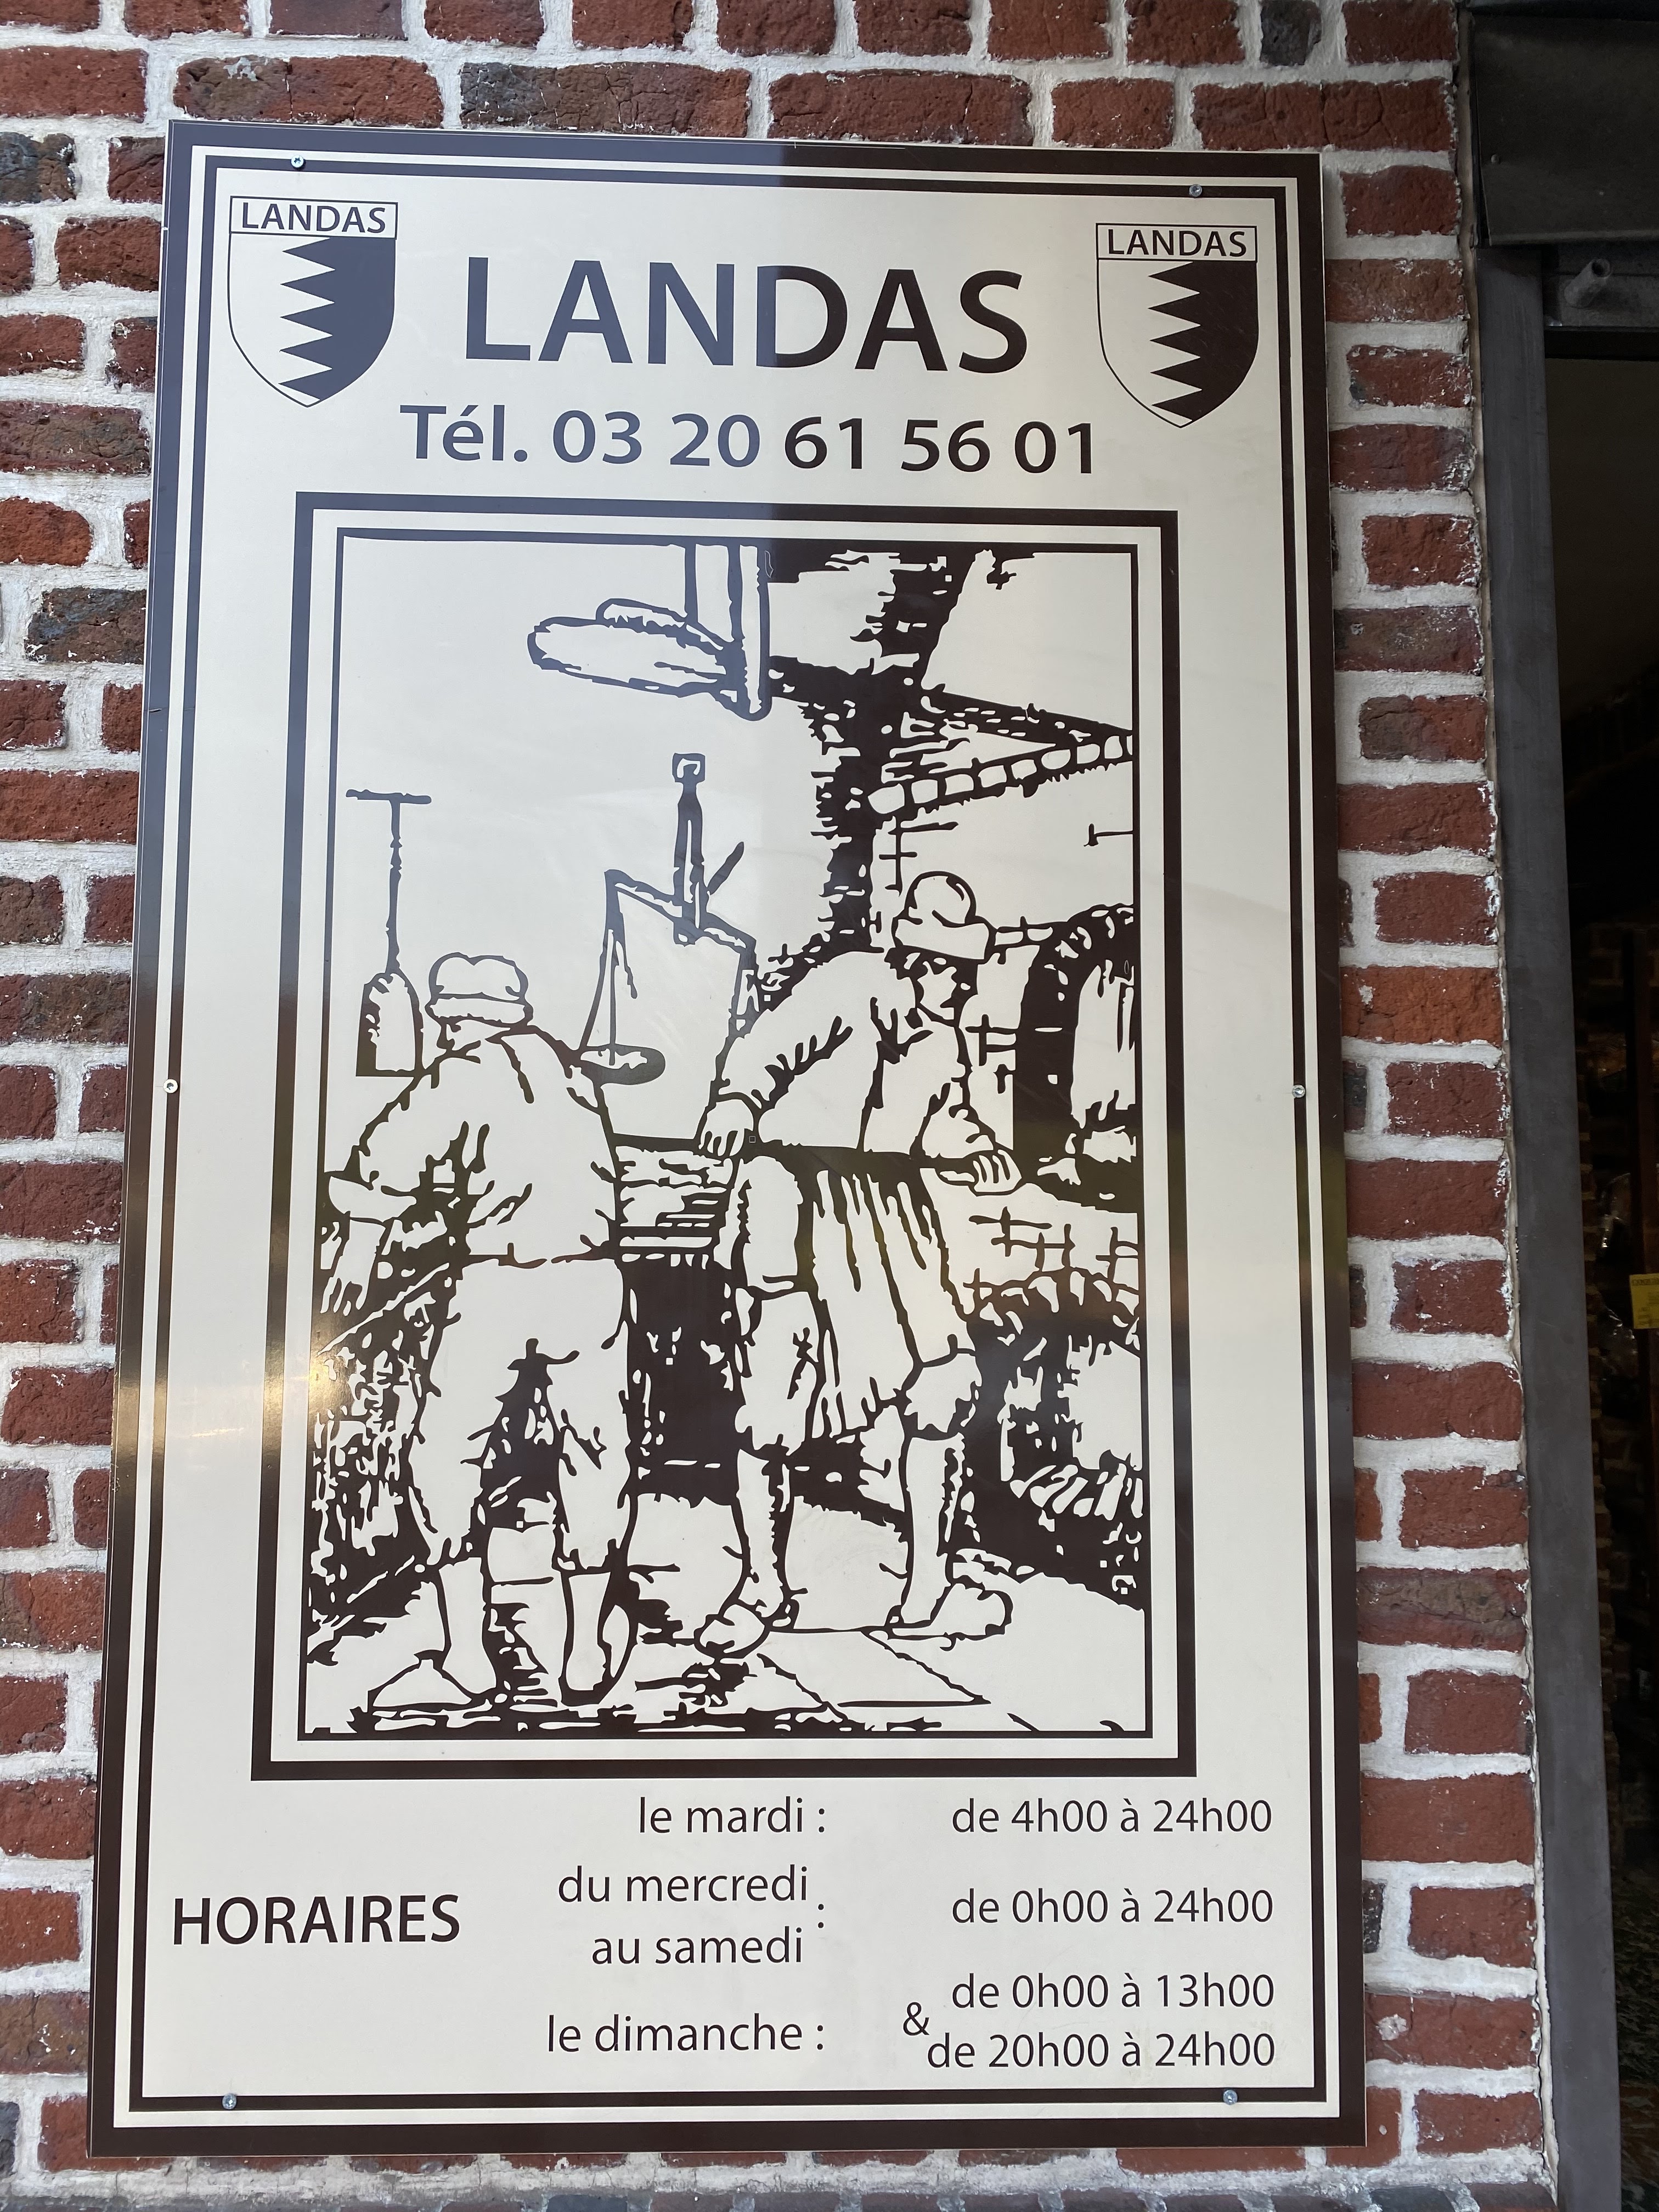 LANDAS
LANDAS
LANDAS
Tél. 03 20 61 56 01
HORAIRES
le mardi : de 4h00 à 24h00
du mercredi
au samedi : de 0h00 à 24h00
le dimanche : de 0h00 à 13h00
& de 20h00 à 24h00